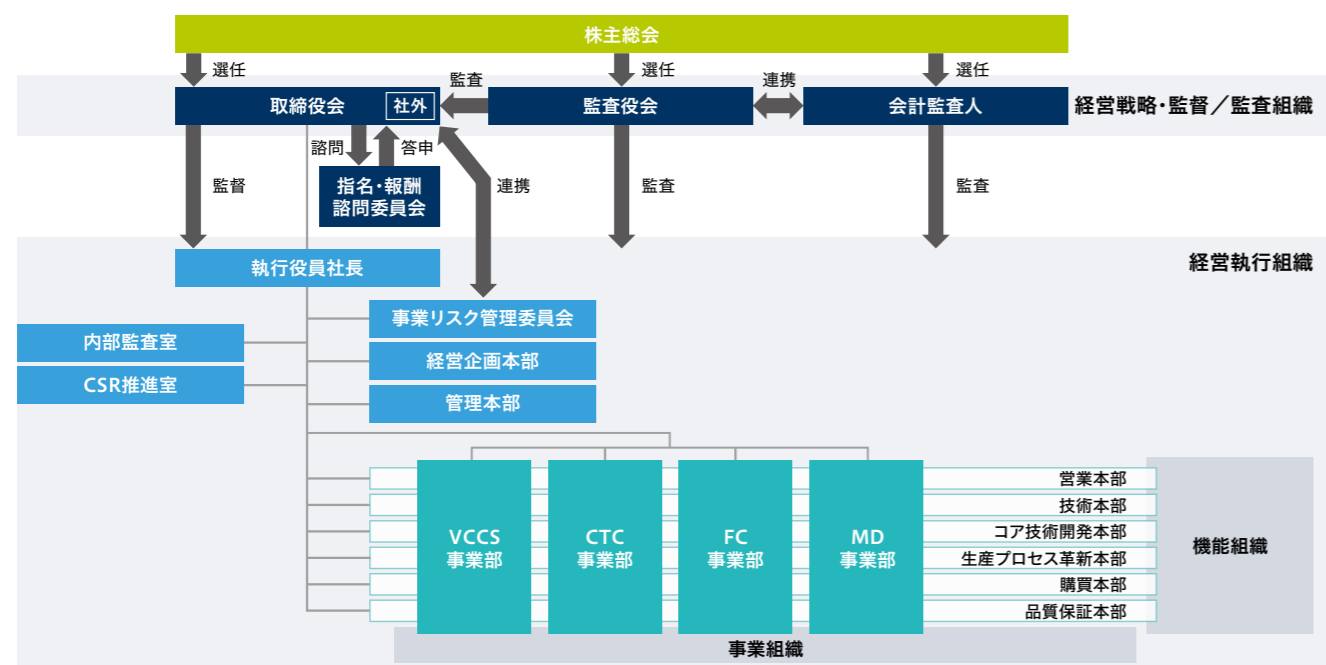 株主総会
選任
選任
選任
取締役会
社外
監査
監査役会
連携
会計監査人
経営戦略・監督／監査組織
諮問
答申
監督
指名・報酬
諮問委員会
連携
監査
監査
執行役員社長
経営執行組織
事業リスク管理委員会
内部監査室
経営企画本部
CSR推進室
管理本部
VCCS
事業部
CTC
事業部
FC
事業部
MD
事業部
営業本部
技術本部
コア技術開発本部
生産プロセス革新本部
購買本部
品質保証本部
機能組織
事業組織